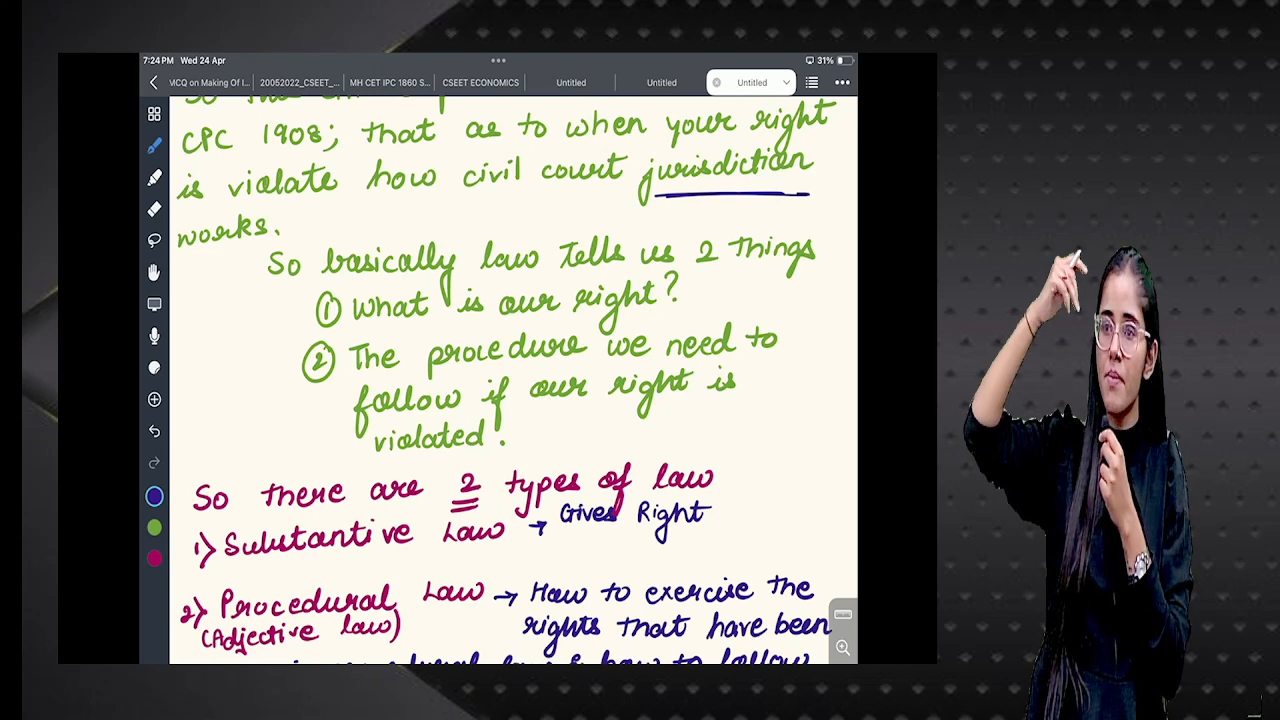 7:24 PM Wed 24 Apr
31%
MCQ on Making Of I...
20052022_CSEET_...
MH CET IPC 1860 S...
CSEET ECONOMICS
Untitled
Untitled
Untitled
CPC 1908; that as to when your right
is violate how civil court jurisdiction
works.
So basically law tells us 2 things
① What is our right?
② The procedure we need to
follow if our right is
violated.
So there are 2 types of law
1) Substantive Law → Gives Right
2) Procedural Law → How to exercise the
(Adjective law) rights that have been
law & how to follow